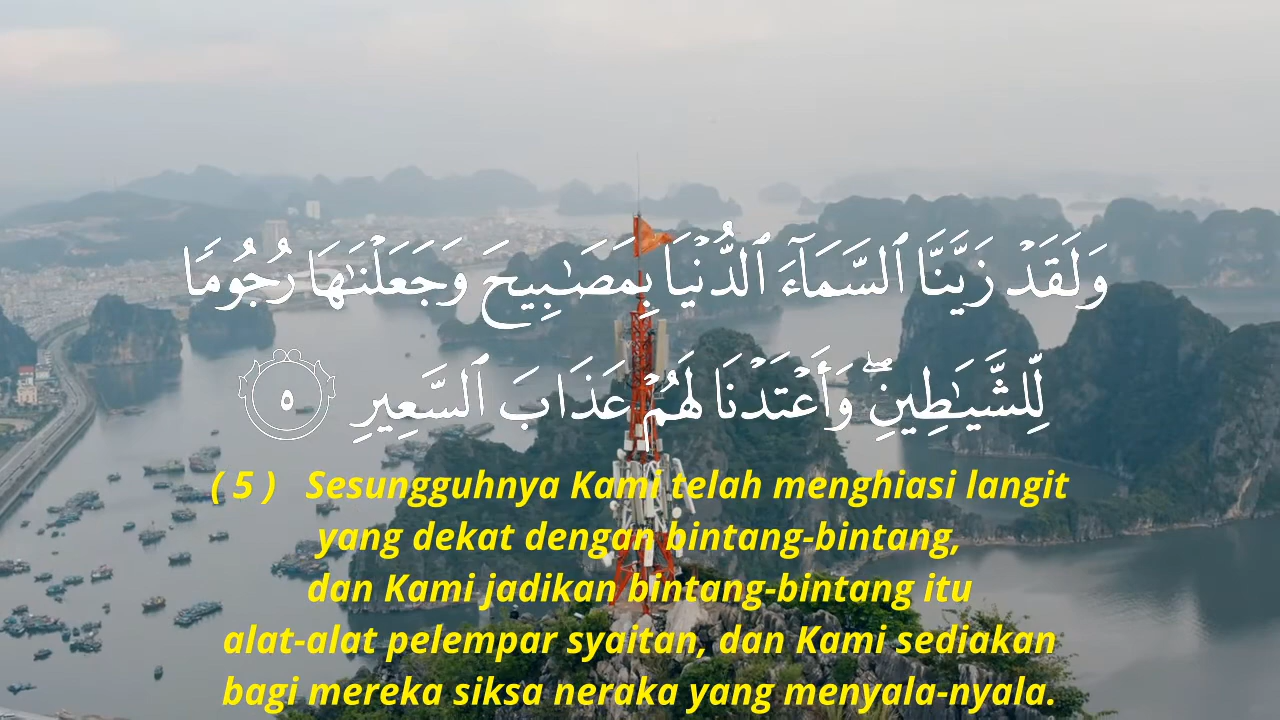 وَلَقَدْ زَيَّنَّا ٱلسَّمَآءَ ٱلدُّنْيَا بِمَصَـٰبِيحَ وَجَعَلْنَـٰهَا رُجُومًا
لِّلشَّيَـٰطِينِ ۖ وَأَعْتَدْنَا لَهُمْ عَذَابَ ٱلسَّعِيرِ ٥
( 5 ) Sesungguhnya Kami telah menghiasi langit
yang dekat dengan bintang-bintang,
dan Kami jadikan bintang-bintang itu
alat-alat pelempar syaitan, dan Kami sediakan
bagi mereka siksa neraka yang menyala-nyala.